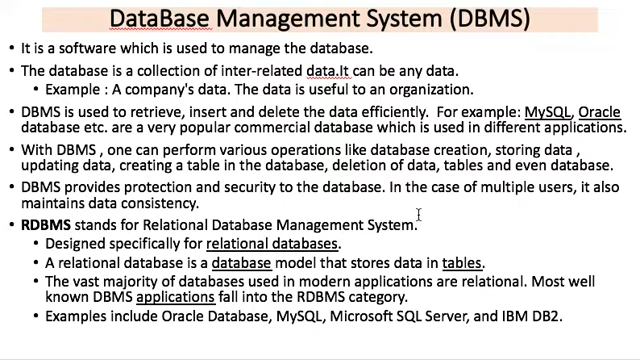 DataBase Management System (DBMS)
• It is a software which is used to manage the database.
• The database is a collection of inter-related data.It can be any data.
• Example : A company's data. The data is useful to an organization.
• DBMS is used to retrieve, insert and delete the data efficiently. For example: MySQL, Oracle
database etc. are a very popular commercial database which is used in different applications.
• With DBMS , one can perform various operations like database creation, storing data ,
updating data, creating a table in the database, deletion of data, tables and even database.
• DBMS provides protection and security to the database. In the case of multiple users, it also
maintains data consistency.
• RDBMS stands for Relational Database Management System.
• Designed specifically for relational databases.
• A relational database is a database model that stores data in tables.
• The vast majority of databases used in modern applications are relational. Most well
known DBMS applications fall into the RDBMS category.
• Examples include Oracle Database, MySQL, Microsoft SQL Server, and IBM DB2.